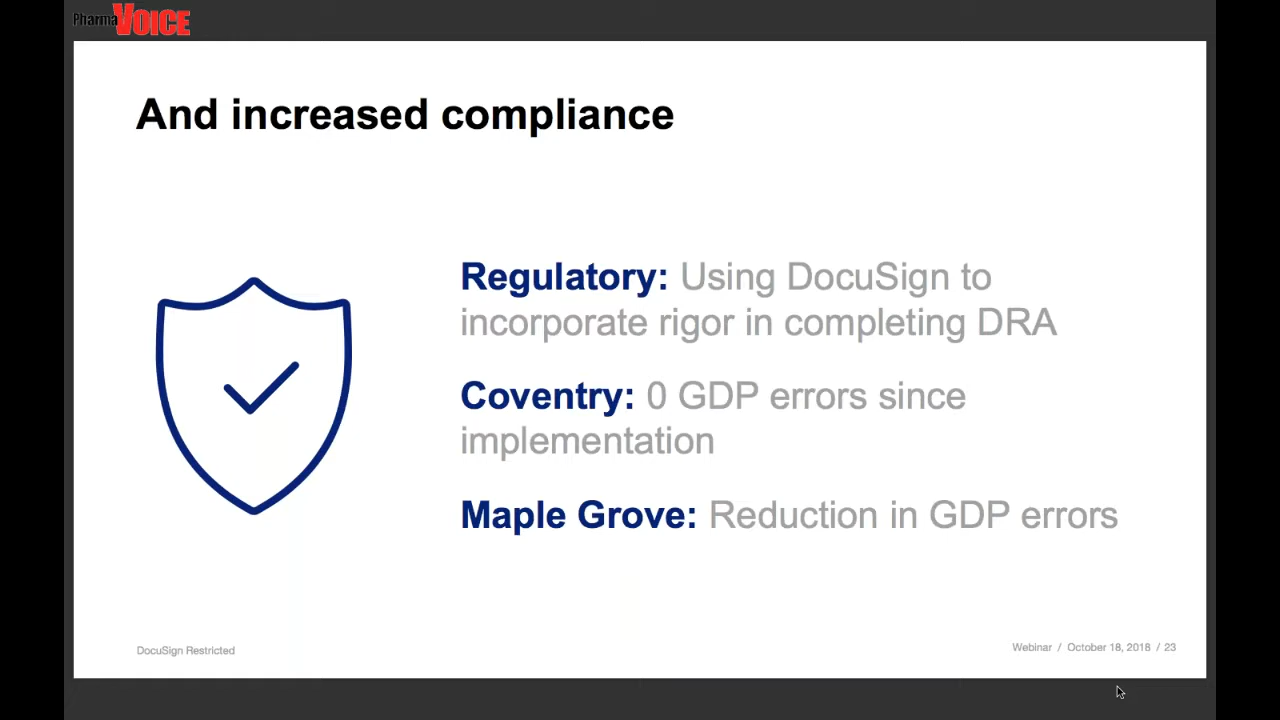 PharmaVOICE
And increased compliance
Regulatory: Using DocuSign to
incorporate rigor in completing DRA
Coventry: 0 GDP errors since
implementation
Maple Grove: Reduction in GDP errors
DocuSign Restricted
Webinar / October 18, 2018 / 23